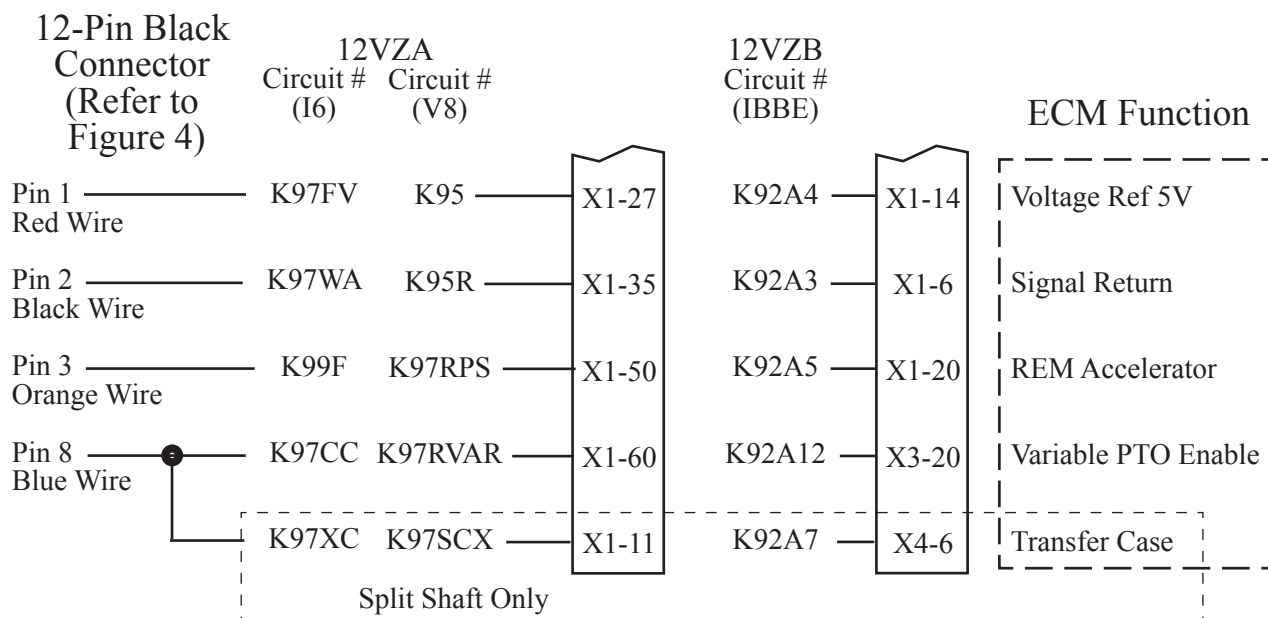 12-Pin Black
Connector
(Refer to
Figure 4)
12VZA
Circuit # Circuit #
(I6) (V8)
12VZB
Circuit #
(IBBE)
ECM Function
Pin 1 K97FV K95 X1-27 K92A4 X1-14 Voltage Ref 5V
Red Wire
Pin 2 K97WA K95R X1-35 K92A3 X1-6 Signal Return
Black Wire
Pin 3 K99F K97RPS X1-50 K92A5 X1-20 REM Accelerator
Orange Wire
Pin 8 K97CC K97RVAR X1-60 K92A12 X3-20 Variable PTO Enable
Blue Wire
K97XC K97SCX X1-11 K92A7 X4-6 Transfer Case
Split Shaft Only